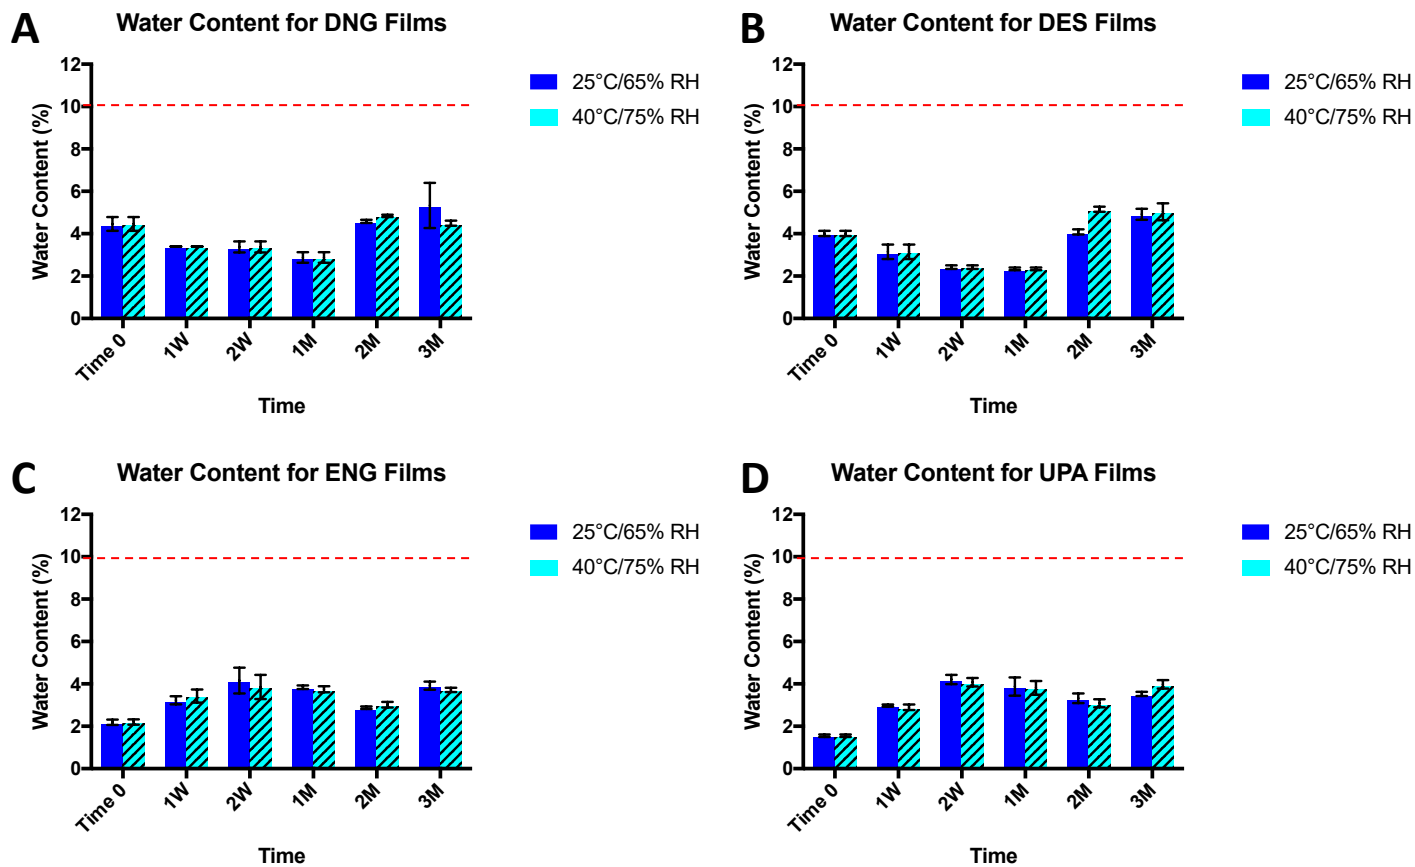 A
Water Content for DNG Films
Water Content (%)
12
10
8
6
4
2
0
Time 0
1W
2W
1M
2M
3M
Time
25°C/65% RH
40°C/75% RH
B
Water Content for DES Films
Water Content (%)
12
10
8
6
4
2
0
Time 0
1W
2W
1M
2M
3M
Time
25°C/65% RH
40°C/75% RH
C
Water Content for ENG Films
Water Content (%)
12
10
8
6
4
2
0
Time 0
1W
2W
1M
2M
3M
Time
25°C/65% RH
40°C/75% RH
D
Water Content for UPA Films
Water Content (%)
12
10
8
6
4
2
0
Time 0
1W
2W
1M
2M
3M
Time
25°C/65% RH
40°C/75% RH